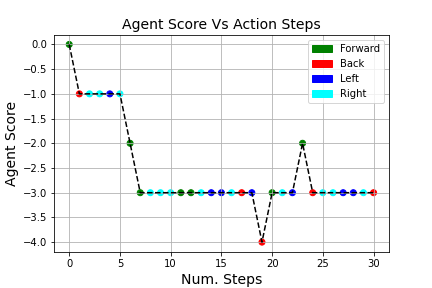 Agent Score Vs Action Steps
Forward
Back
Left
Right
0.0
−0.5
−1.0
−1.5
−2.0
−2.5
−3.0
−3.5
−4.0
Agent Score
0 5 10 15 20 25 30
Num. Steps